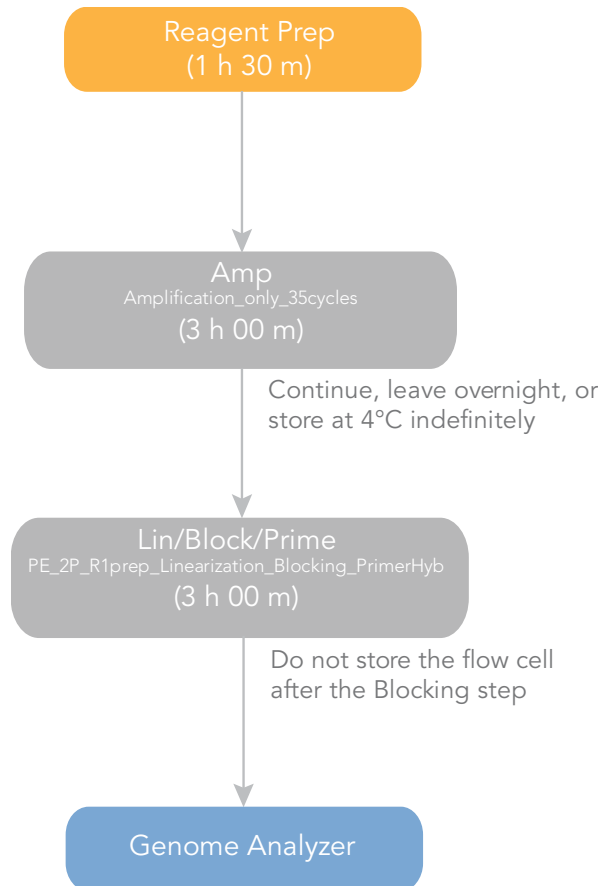 Reagent Prep
(1 h 30 m)
Amp
Amplification_only_35cycles
(3 h 00 m)
Continue, leave overnight, or
store at 4°C indefinitely
Lin/Block/Prime
PE_2P_R1prep_Linearization_Blocking_PrimerHyb
(3 h 00 m)
Do not store the flow cell
after the Blocking step
Genome Analyzer